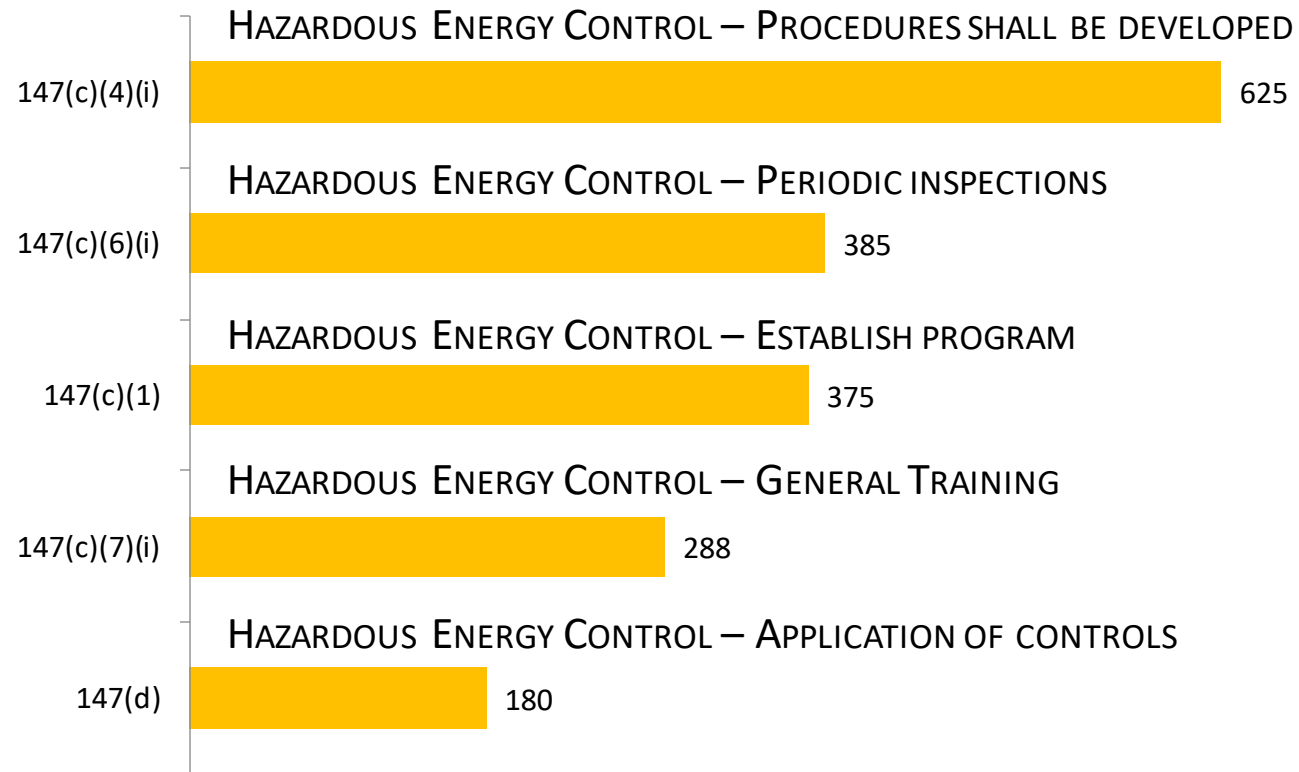 HAZARDOUS ENERGY CONTROL – PROCEDURES SHALL BE DEVELOPED
147(c)(4)(i)
625
HAZARDOUS ENERGY CONTROL – PERIODIC INSPECTIONS
147(c)(6)(i)
385
HAZARDOUS ENERGY CONTROL – ESTABLISH PROGRAM
147(c)(1)
375
HAZARDOUS ENERGY CONTROL – GENERAL TRAINING
147(c)(7)(i)
288
HAZARDOUS ENERGY CONTROL – APPLICATION OF CONTROLS
147(d)
180